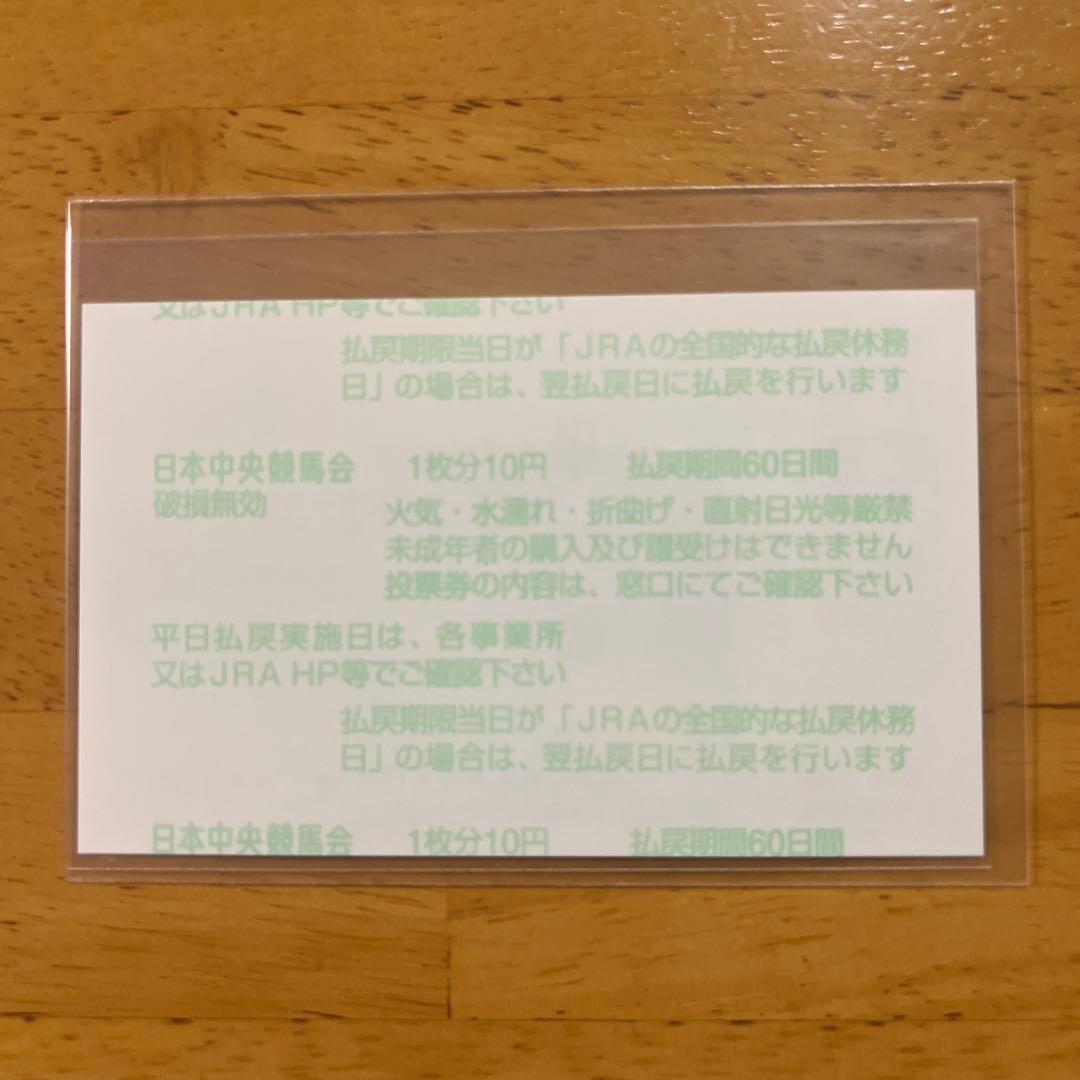 又はJRA HP等でご確認下さい
払戻期限当日が「JRAの全国的な払戻休務
日」の場合は、翌払戻日に払戻を行います
日本中央競馬会 1枚分10円 払戻期間60日間
破損無効
火気・水濡れ・折曲げ・直射日光等厳禁
未成年者の購入及び譲受けはできません
投票券の内容は、窓口にてご確認下さい
平日払戻実施日は、各事業所
又はJRA HP等でご確認下さい
払戻期限当日が「JRAの全国的な払戻休務
日」の場合は、翌払戻日に払戻を行います
日本中央競馬会 1枚分10円 払戻期間60日間